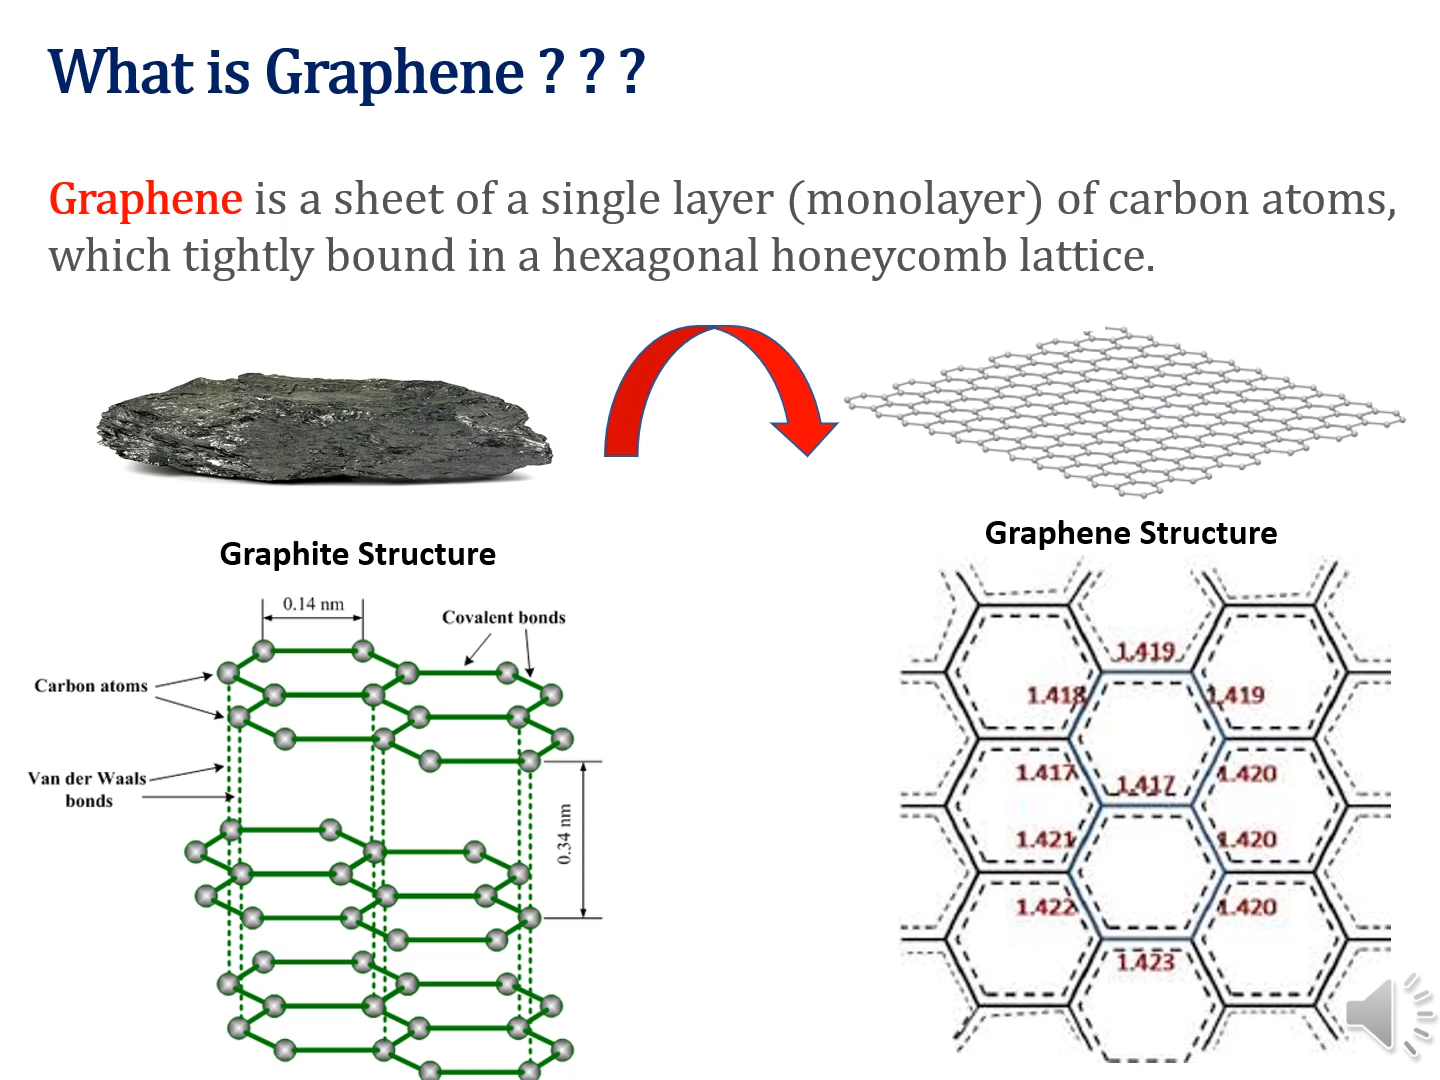 What is Graphene ? ? ?
Graphene is a sheet of a single layer (monolayer) of carbon atoms,
which tightly bound in a hexagonal honeycomb lattice.
Graphite Structure
0.14 nm
Covalent bonds
Carbon atoms
Van der Waals
bonds
0.34 nm
Graphene Structure
1.419
1.418 1.419
1.417 1.417 1.420
1.421 1.420
1.422 1.420
1.423